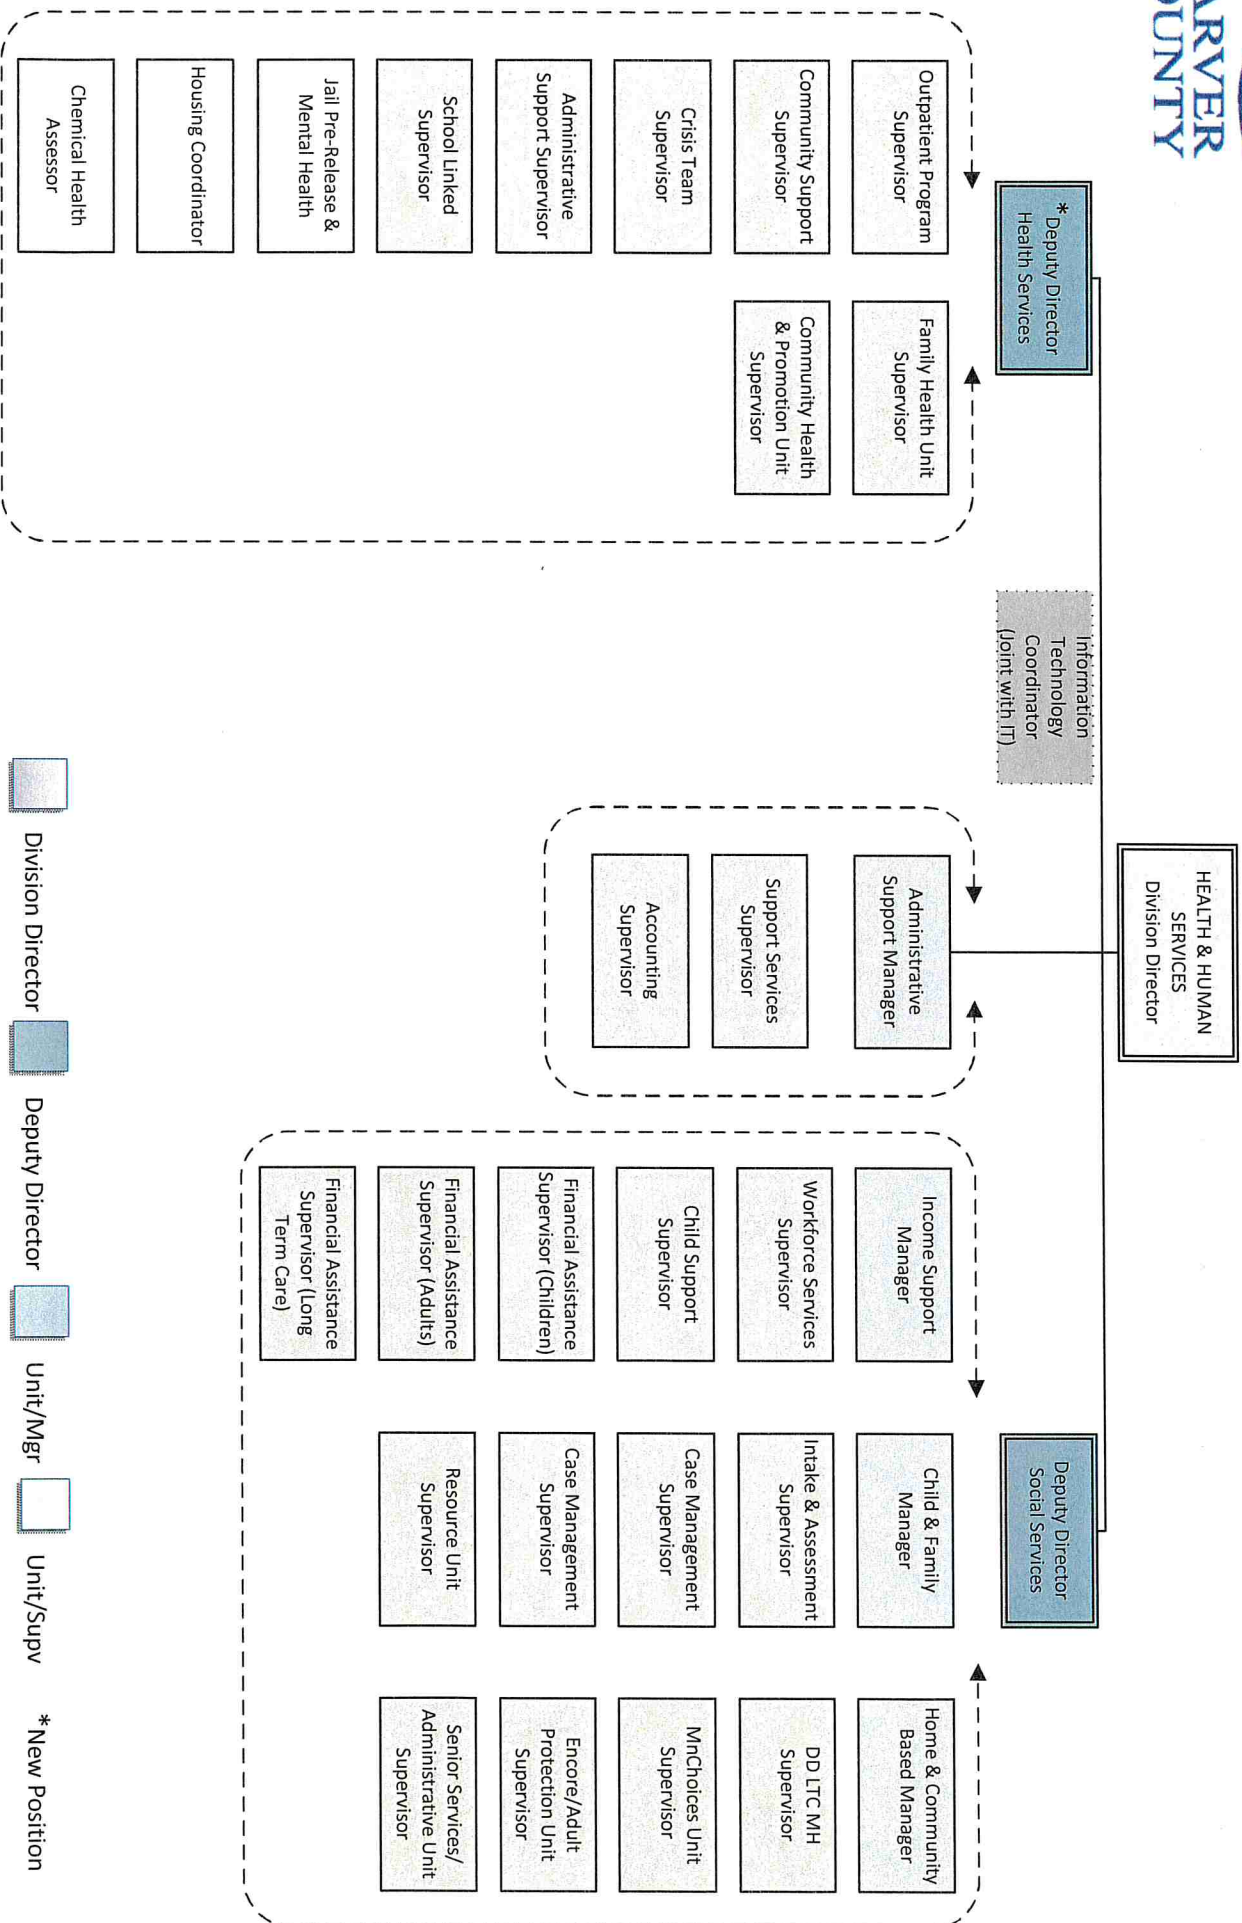 ARVER
OUNTY
HEALTH & HUMAN
SERVICES
Division Director
* Deputy Director
Health Services
Information
Technology
Coordinator
(Joint with IT)
Deputy Director
Social Services
Outpatient Program
Supervisor
Community Support
Supervisor
Crisis Team
Supervisor
Administrative
Support Supervisor
School Linked
Supervisor
Jail Pre-Release &
Mental Health
Housing Coordinator
Chemical Health
Assessor
Family Health Unit
Supervisor
Community Health
& Promotion Unit
Supervisor
Administrative
Support Manager
Support Services
Supervisor
Accounting
Supervisor
Income Support
Manager
Workforce Services
Supervisor
Child Support
Supervisor
Financial Assistance
Supervisor (Children)
Financial Assistance
Supervisor (Adults)
Financial Assistance
Supervisor (Long
Term Care)
Child & Family
Manager
Intake & Assessment
Supervisor
Case Management
Supervisor
Case Management
Supervisor
Resource Unit
Supervisor
Home & Community
Based Manager
DD LTC MH
Supervisor
MnChoices Unit
Supervisor
Encore/Adult
Protection Unit
Supervisor
Senior Services/
Administrative Unit
Supervisor
Division Director
Deputy Director
Unit/Mgr
Unit/Supv
*New Position